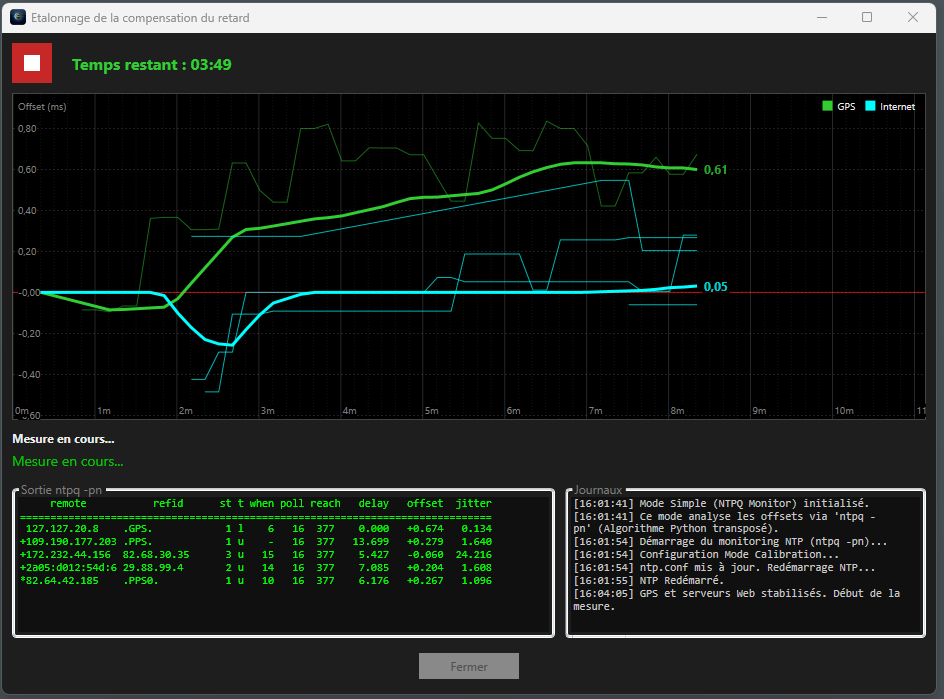 Etalonnage de la compensation du retard
Temps restant : 03:49
Offset (ms)
GPS
Internet
0,80
0,60
0,61
0,40
0,20
-0,00
0,05
-0,20
-0,40
0m
1m
2m
3m
4m
5m
6m
7m
8m
9m
10m
11
-0,60
Mesure en cours...
Mesure en cours...
Sortie ntpq -pn
remote refid st t when poll reach delay offset jitter
==============================================================================
127.127.20.8 .GPS. 1 l 6 16 377 0.000 +0.674 0.134
+109.190.177.203 .PPS. 1 u - 16 377 13.699 +0.279 1.640
+172.232.44.156 82.68.30.35 3 u 15 16 377 5.427 -0.060 24.216
+2a05:d012:54d:6 29.88.99.4 2 u 14 16 377 7.085 +0.204 1.608
*82.64.42.185 .PPS0. 1 u 10 16 377 6.176 +0.267 1.096
Journaux
[16:01:41] Mode Simple (NTPQ Monitor) initialisé.
[16:01:41] Ce mode analyse les offsets via 'ntpq -
pn' (Algorithme Python transposé).
[16:01:54] Démarrage du monitoring NTP (ntpq -pn)...
[16:01:54] Configuration Mode Calibration...
[16:01:54] ntp.conf mis à jour. Redémarrage NTP...
[16:01:55] NTP Redémarré.
[16:04:05] GPS et serveurs Web stabilisés. Début de la
mesure.
Fermer